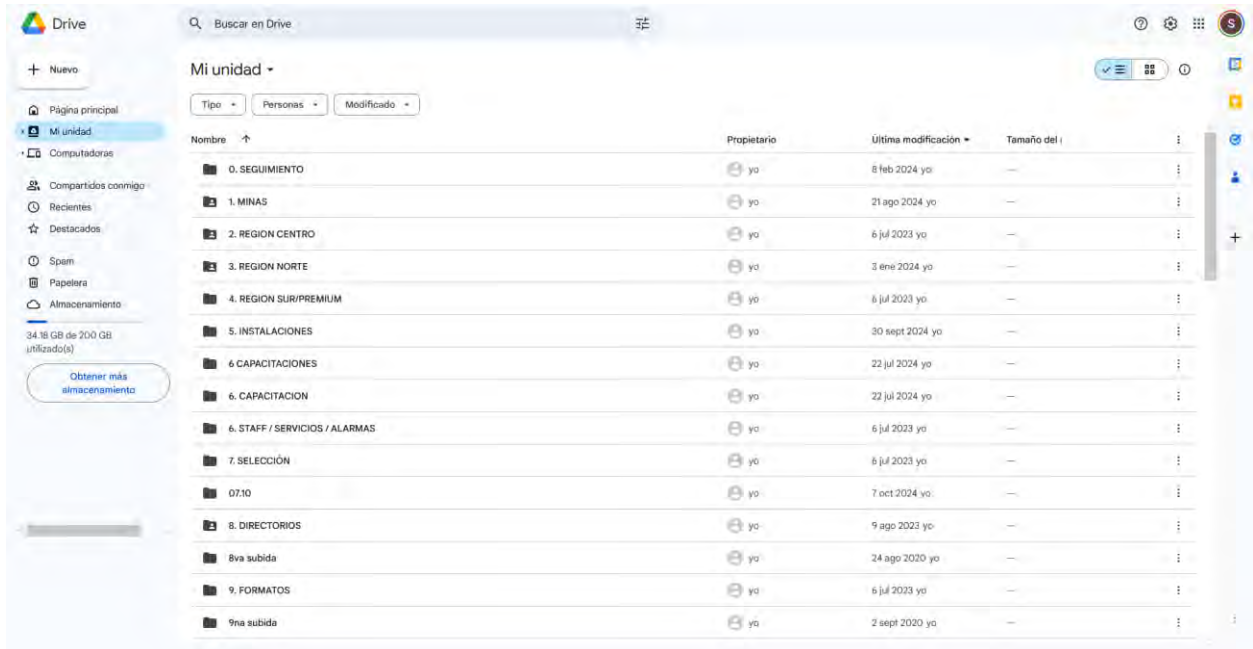 Drive
Buscar en Drive
S
Nuevo
Mi unidad
Página principal
Mi unidad
Computadoras
Compartidos conmigo
Recientes
Destacados
Spam
Papelera
Almacenamiento
34.18 GB de 200 GB
utilizado(s)
Obtener más
almacenamiento
Tipo Personas Modificado
Nombre Propietario Última modificación Tamaño del
0. SEGUIMIENTO yo 8 feb 2024 yo —
1. MINAS yo 21 ago 2024 yo —
2. REGION CENTRO yo 6 jul 2023 yo —
3. REGION NORTE yo 3 ene 2024 yo —
4. REGION SUR/PREMIUM yo 6 jul 2023 yo —
5. INSTALACIONES yo 30 sept 2024 yo —
6 CAPACITACIONES yo 22 jul 2024 yo —
6. CAPACITACION yo 22 jul 2024 yo —
6. STAFF / SERVICIOS / ALARMAS yo 6 jul 2023 yo —
7. SELECCIÓN yo 6 jul 2023 yo —
07.10 yo 7 oct 2024 yo —
8. DIRECTORIOS yo 9 ago 2023 yo —
8va subida yo 24 ago 2020 yo —
9. FORMATOS yo 6 jul 2023 yo —
9na subida yo 2 sept 2020 yo —